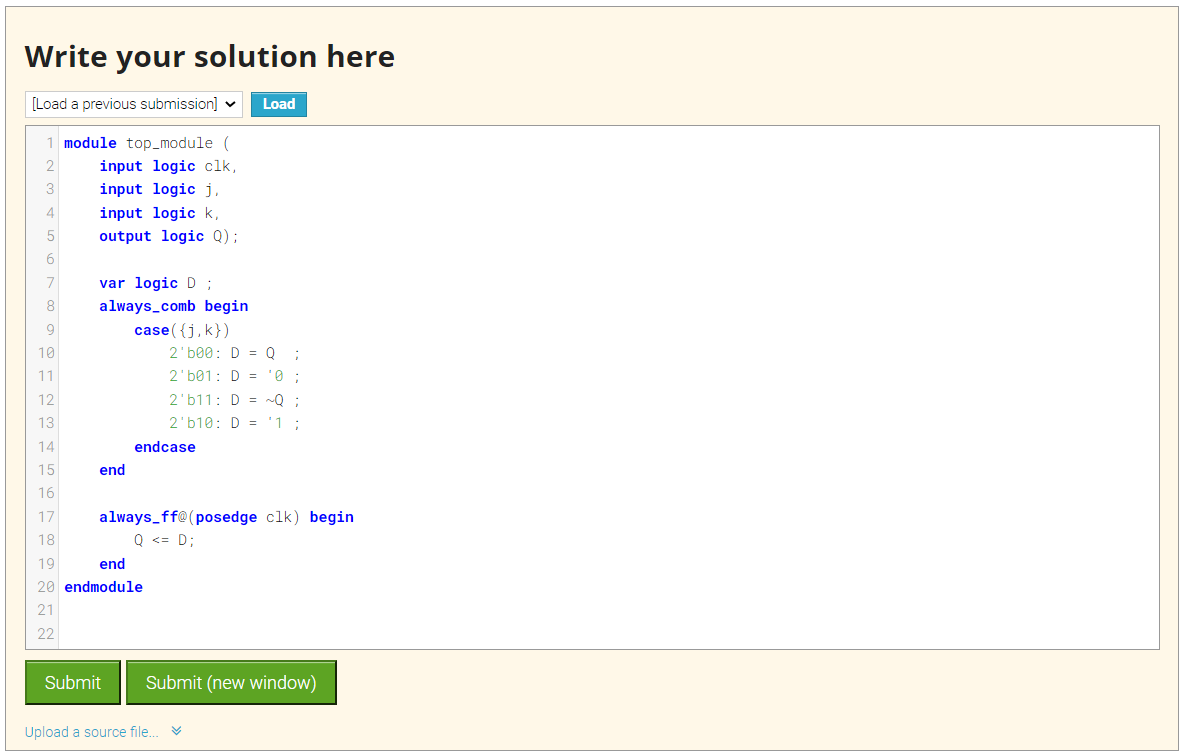 Write your solution here
[Load a previous submission] Load
1 module top_module (
2 input logic clk,
3 input logic j,
4 input logic k,
5 output logic Q);
6
7 var logic D ;
8 always_comb begin
9 case({j,k})
10 2'b00: D = Q  ;
11 2'b01: D = '0 ;
12 2'b11: D = ~Q ;
13 2'b10: D = '1 ;
14 endcase
15 end
16
17 always_ff@(posedge clk) begin
18 Q <= D;
19 end
20 endmodule
21
22
Submit Submit (new window)
Upload a source file...